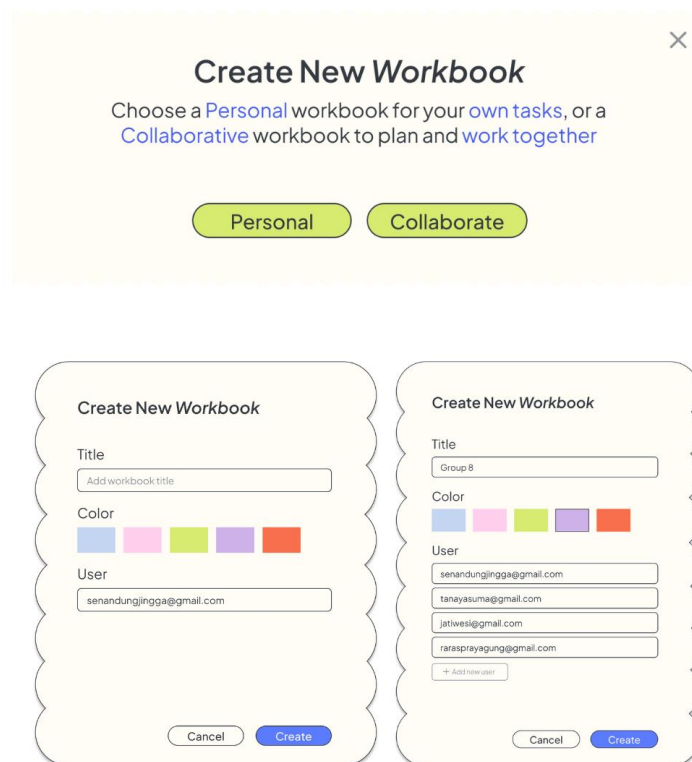 Create New Workbook
Choose a Personal workbook for your own tasks, or a
Collaborative workbook to plan and work together
Personal
Collaborate
Create New Workbook
Title
Add workbook title
Color
User
senandungjingga@gmail.com
Cancel
Create
Create New Workbook
Title
Group 8
Color
User
senandungjingga@gmail.com
tanayasuma@gmail.com
jatiwesi@gmail.com
rarasprayagung@gmail.com
+ Add new user
Cancel
Create